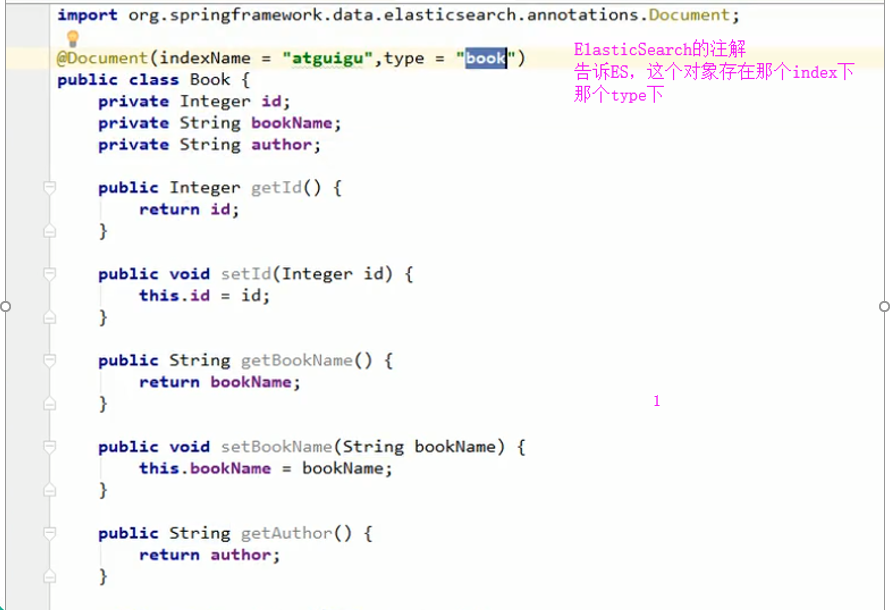 import org.springframework.data.elasticsearch.annotations.Document;
@Document(indexName = "atguigu",type = "book")
ElasticSearch的注解
告诉ES，这个对象存在那个index下
那个type下
public class Book {
private Integer id;
private String bookName;
private String author;
public Integer getId() {
return id;
}
public void setId(Integer id) {
this.id = id;
}
public String getBookName() {
return bookName;
}
1
public void setBookName(String bookName) {
this.bookName = bookName;
}
public String getAuthor() {
return author;
}